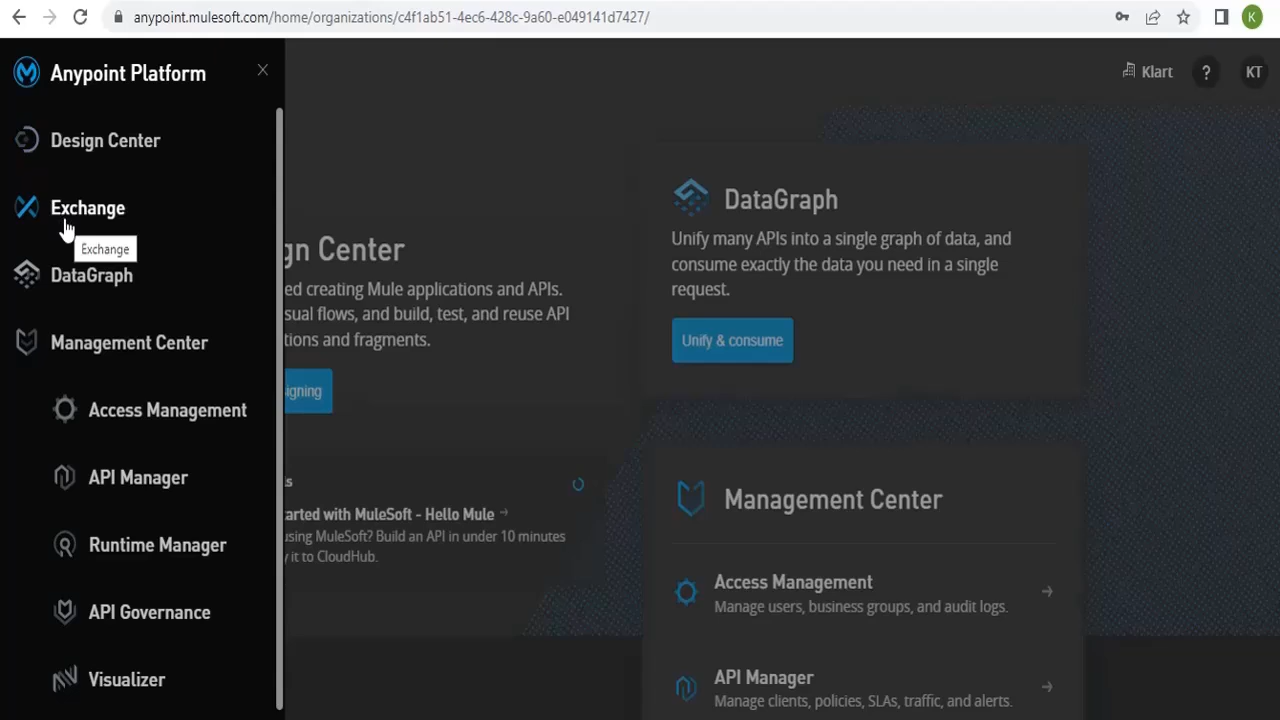 anypoint.mulesoft.com/home/organizations/c4f1ab51-4ec6-428c-9a60-e049141d7427/
K
Anypoint Platform
Klart
?
KT
Design Center
Exchange
Exchange
DataGraph
Management Center
Access Management
API Manager
Runtime Manager
API Governance
Visualizer
gn Center
ed creating Mule applications and APIs.
sual flows, and build, test, and reuse API
tions and fragments.
igning
ls
tarted with MuleSoft - Hello Mule
using MuleSoft? Build an API in under 10 minutes
y it to CloudHub.
DataGraph
Unify many APIs into a single graph of data, and
consume exactly the data you need in a single
request.
Unify & consume
Management Center
Access Management
Manage users, business groups, and audit logs.
API Manager
Manage clients, policies, SLAs, traffic, and alerts.